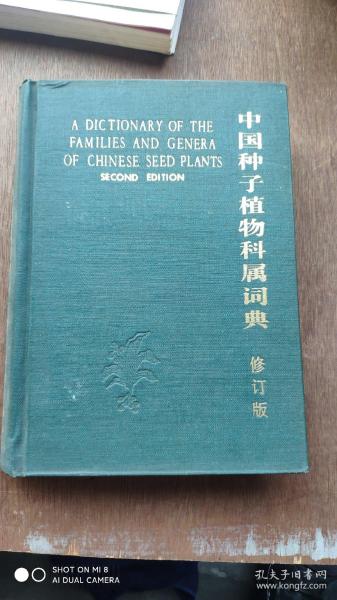 A DICTIONARY OF THE
FAMILIES AND GENERA
OF CHINESE SEED PLANTS
SECOND EDITION
中国种子植物科属词典
修订版
SHOT ON MI 8
AI DUAL CAMERA
孔夫子旧书网
www.kongfz.com